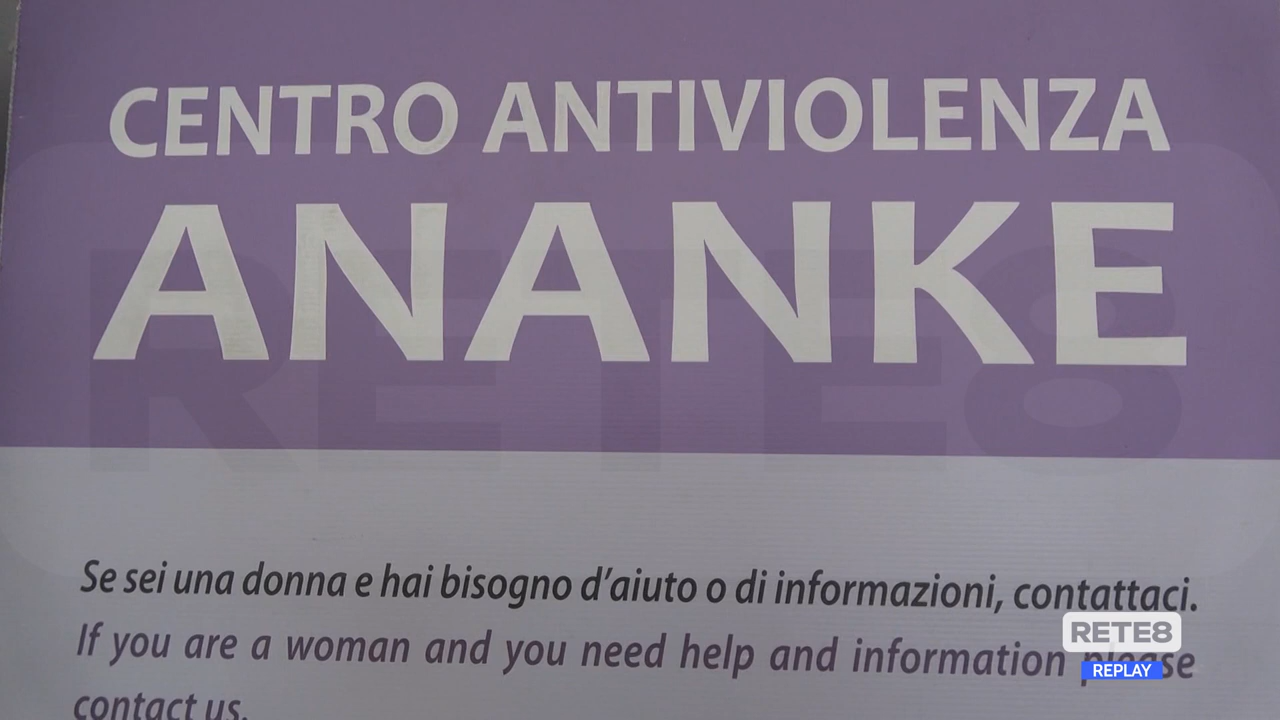 CENTRO ANTIVIOLENZA
ANANKE
RETE8
Se sei una donna e hai bisogno d'aiuto o di informazioni, contattaci.
If you are a woman and you need help and information please
contact us.
RETE8
REPLAY